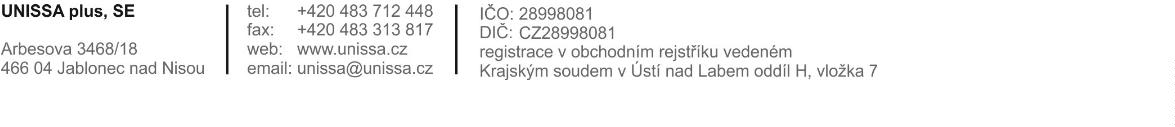 UNISSA plus, SE
Arbesova 3468/18
466 04 Jablonec nad Nisou
tel: +420 483 712 448
fax: +420 483 313 817
web: www.unissa.cz
email: unissa@unissa.cz
IČO: 28998081
DIČ: CZ28998081
registrace v obchodním rejstříku vedeném
Krajským soudem v Ústí nad Labem oddíl H, vložka 7